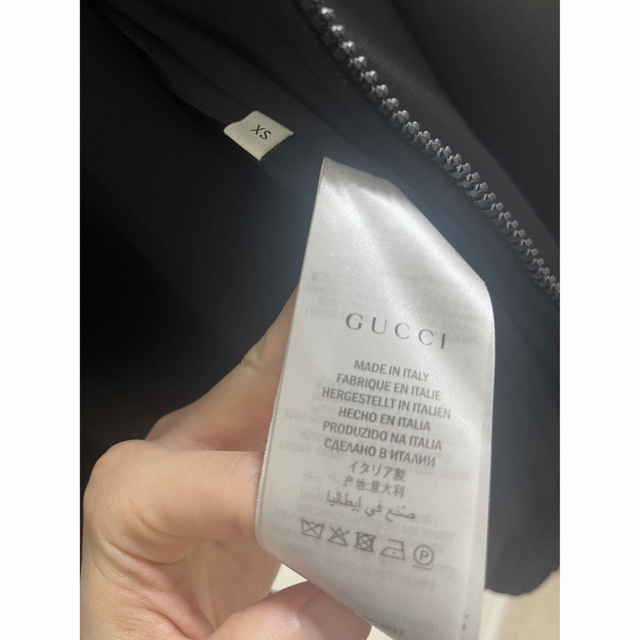 XS
GUCCI
MADE IN ITALY
FABRIQUE EN ITALIE
HERGESTELLT IN ITALIEN
HECHO EN ITALIA
PRODUZIDO NA ITALIA
СДЕЛАНО В ИТАЛИИ
イタリア製
产地:意大利
صنع في إيطاليا